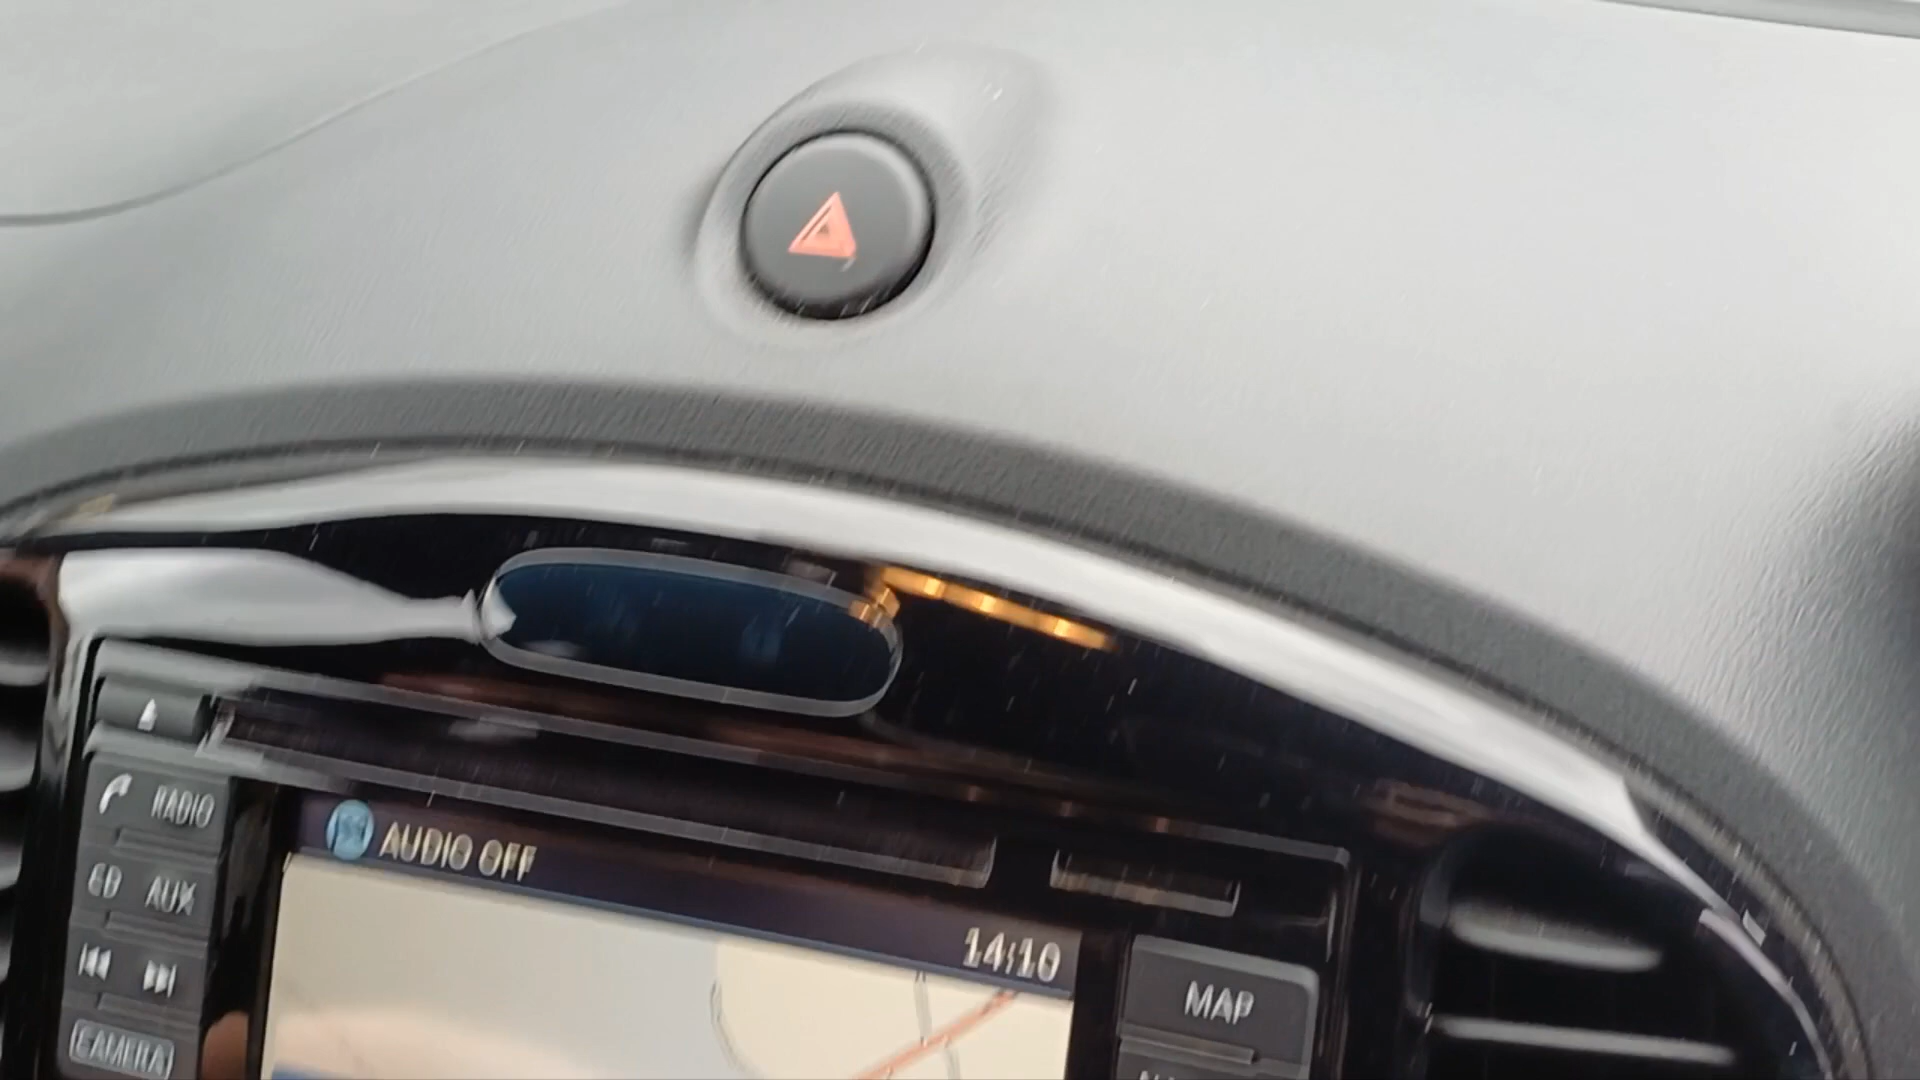 RADIO
AUDIO OFF
CD AUX
14:10
MAP
CAMERA